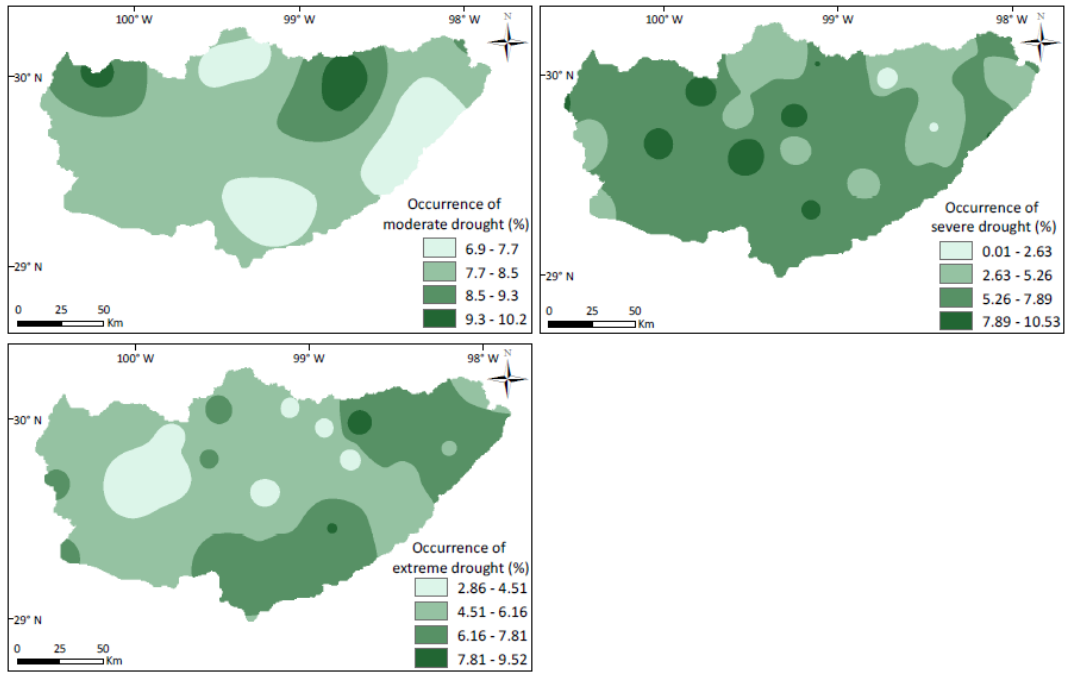 100° W 99° W 98° W N
30° N
Occurrence of
moderate drought (%)
6.9 - 7.7
7.7 - 8.5
29° N
8.5 - 9.3
0 25 50
9.3 - 10.2
Km
100° W 99° W 98° W N
30° N
Occurrence of
severe drought (%)
0.01 - 2.63
2.63 - 5.26
29° N
5.26 - 7.89
0 25 50
7.89 - 10.53
Km
100° W 99° W 98° W N
30° N
Occurrence of
extreme drought (%)
2.86 - 4.51
4.51 - 6.16
29° N
6.16 - 7.81
0 25 50
7.81 - 9.52
Km